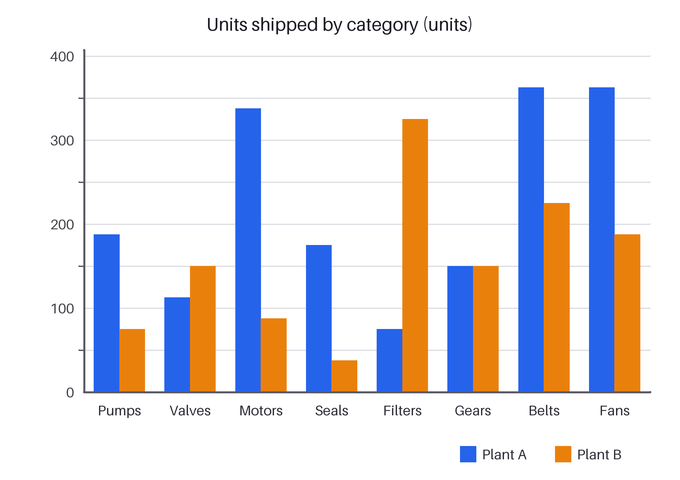 Units shipped by category (units)
400
300
200
100
0
Pumps Valves Motors Seals Filters Gears Belts Fans
Plant A Plant B